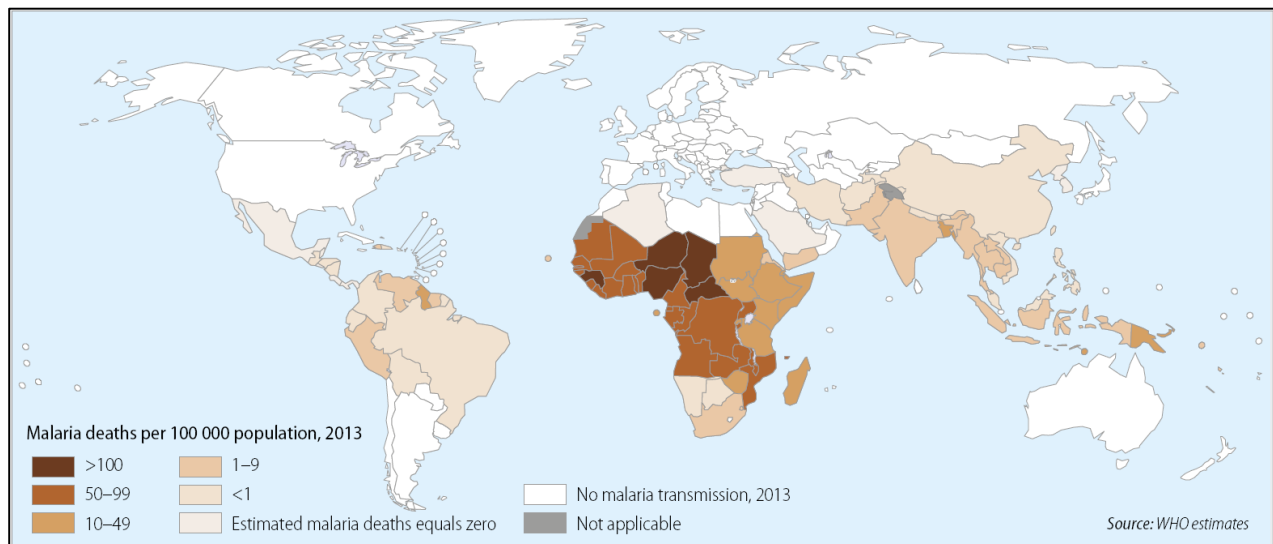 Malaria deaths per 100 000 population, 2013
>100
50–99
10–49
1–9
<1
Estimated malaria deaths equals zero
No malaria transmission, 2013
Not applicable
Source: WHO estimates